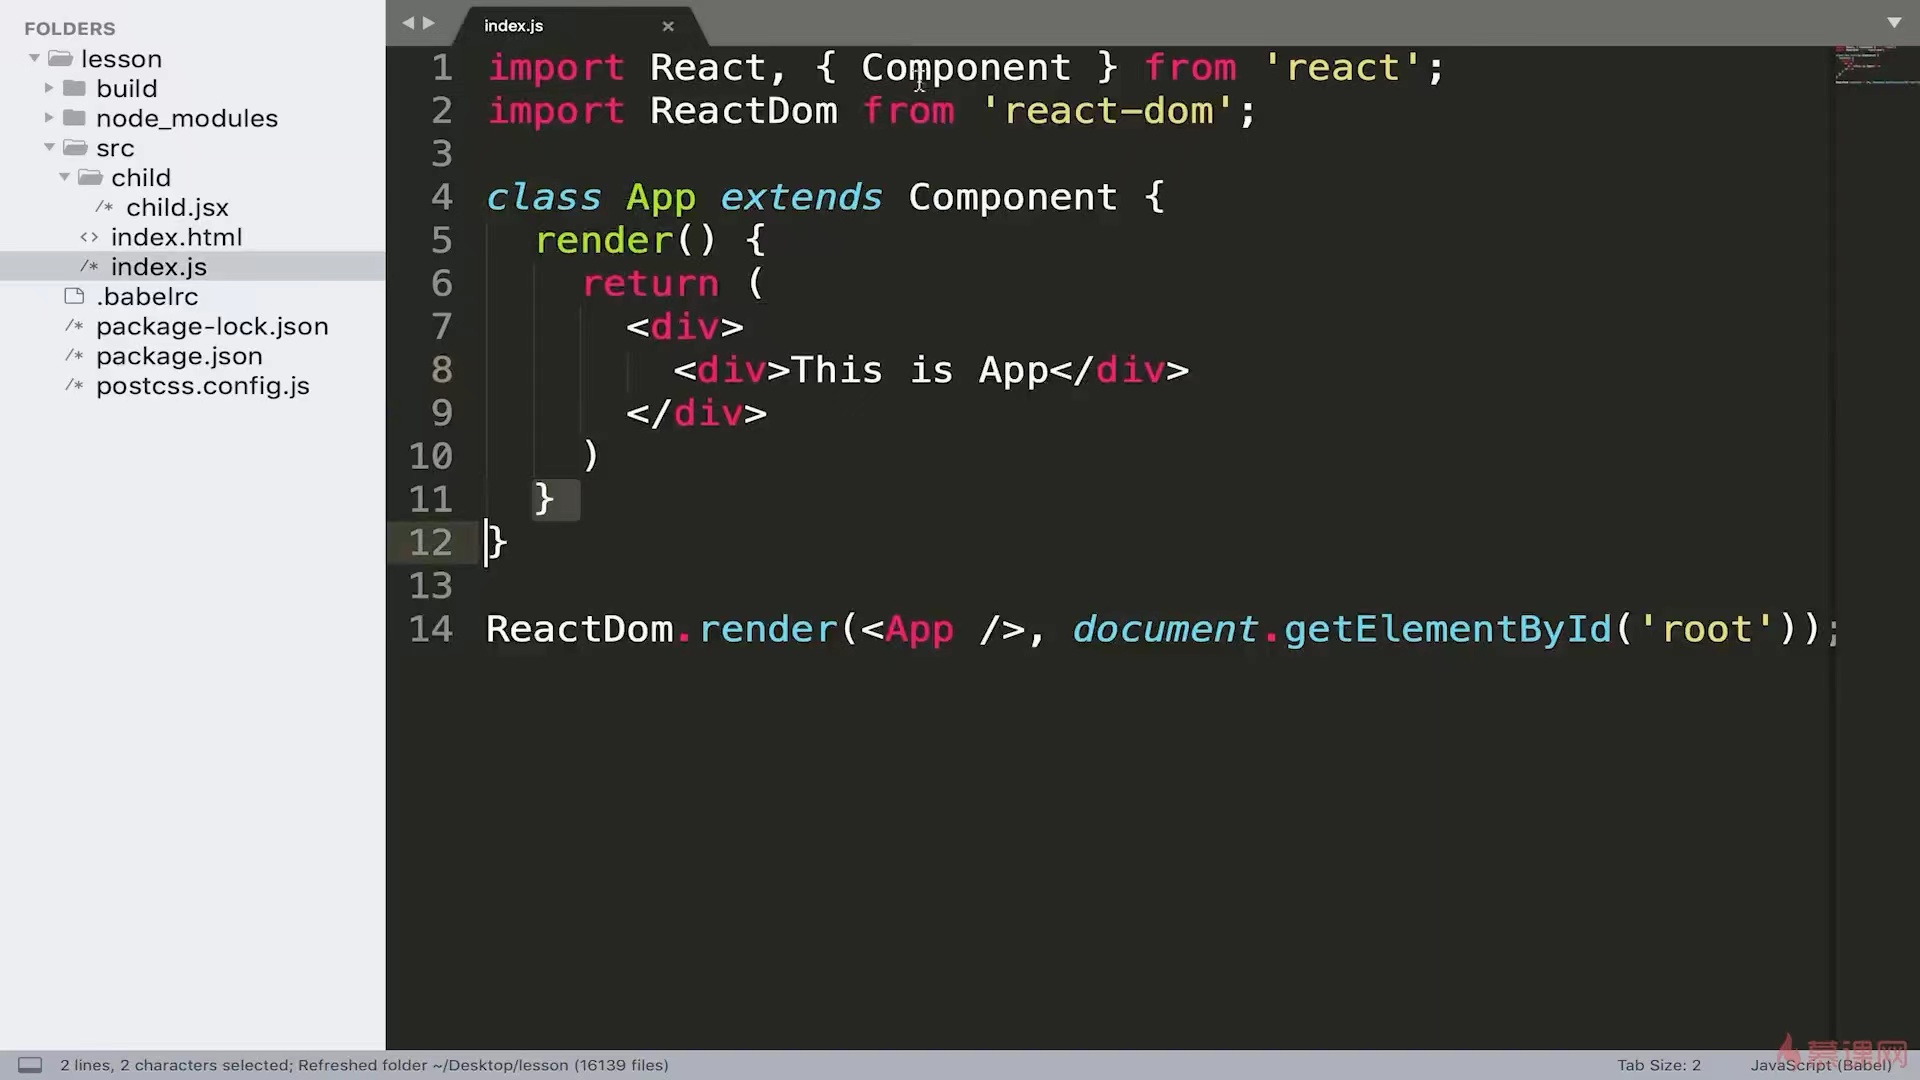 FOLDERS
lesson
build
node_modules
src
child
/* child.jsx
<> index.html
/* index.js
.babelrc
/* package-lock.json
/* package.json
/* postcss.config.js
index.js ×
1 import React, { Component } from 'react';
2 import ReactDom from 'react-dom';
3
4 class App extends Component {
5 render() {
6 return (
7 <div>
8 <div>This is App</div>
9 </div>
10 )
11 }
12 }
13
14 ReactDom.render(<App />, document.getElementById('root'));
2 lines, 2 characters selected; Refreshed folder ~/Desktop/lesson (16139 files)
Tab Size: 2
JavaScript (Babel)
慕课网